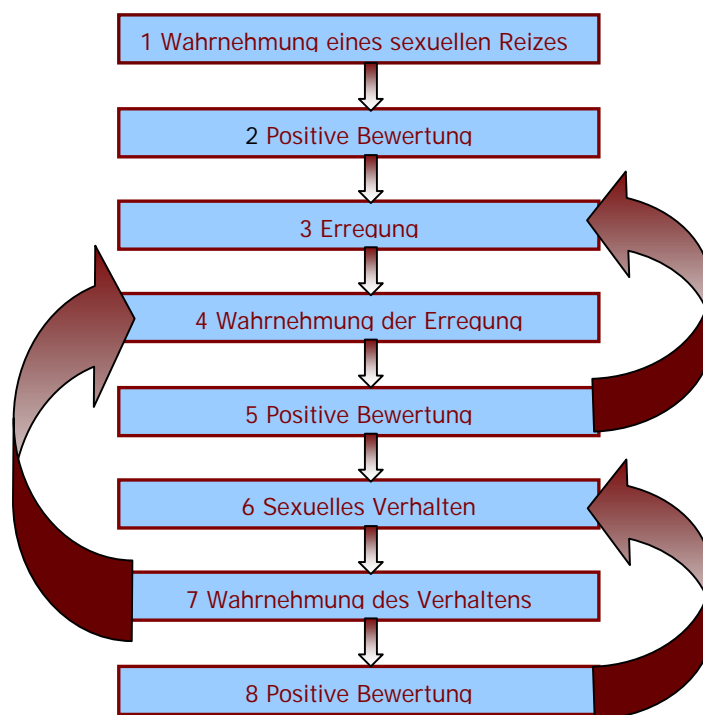 1 Wahrnehmung eines sexuellen Reizes
2 Positive Bewertung
3 Erregung
4 Wahrnehmung der Erregung
5 Positive Bewertung
6 Sexuelles Verhalten
7 Wahrnehmung des Verhaltens
8 Positive Bewertung